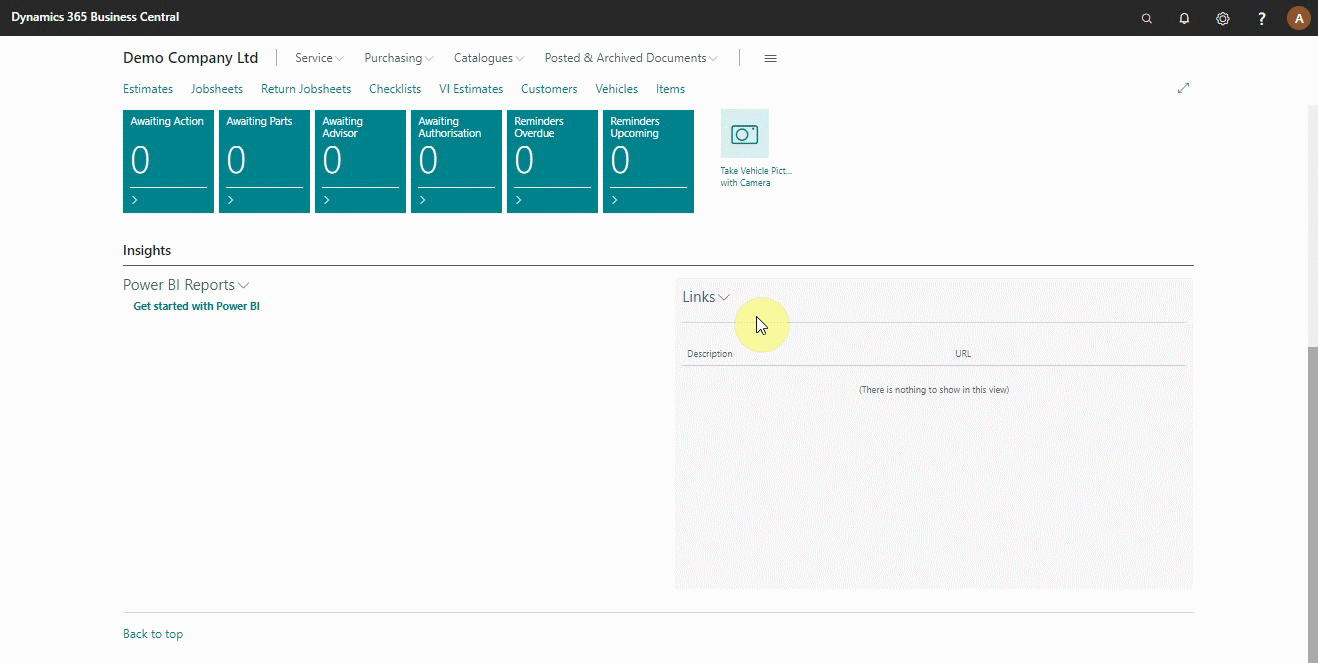 Dynamics 365 Business Central
?
A
Demo Company Ltd
Service
Purchasing
Catalogues
Posted & Archived Documents
Estimates
Jobsheets
Return Jobsheets
Checklists
VI Estimates
Customers
Vehicles
Items
Awaiting Action
0
Awaiting Parts
0
Awaiting
Advisor
0
Awaiting
Authorisation
0
Reminders
Overdue
0
Reminders
Upcoming
0
Take Vehicle Pict...
with Camera
Insights
Power BI Reports
Get started with Power BI
Links
Description
URL
(There is nothing to show in this view)
Back to top